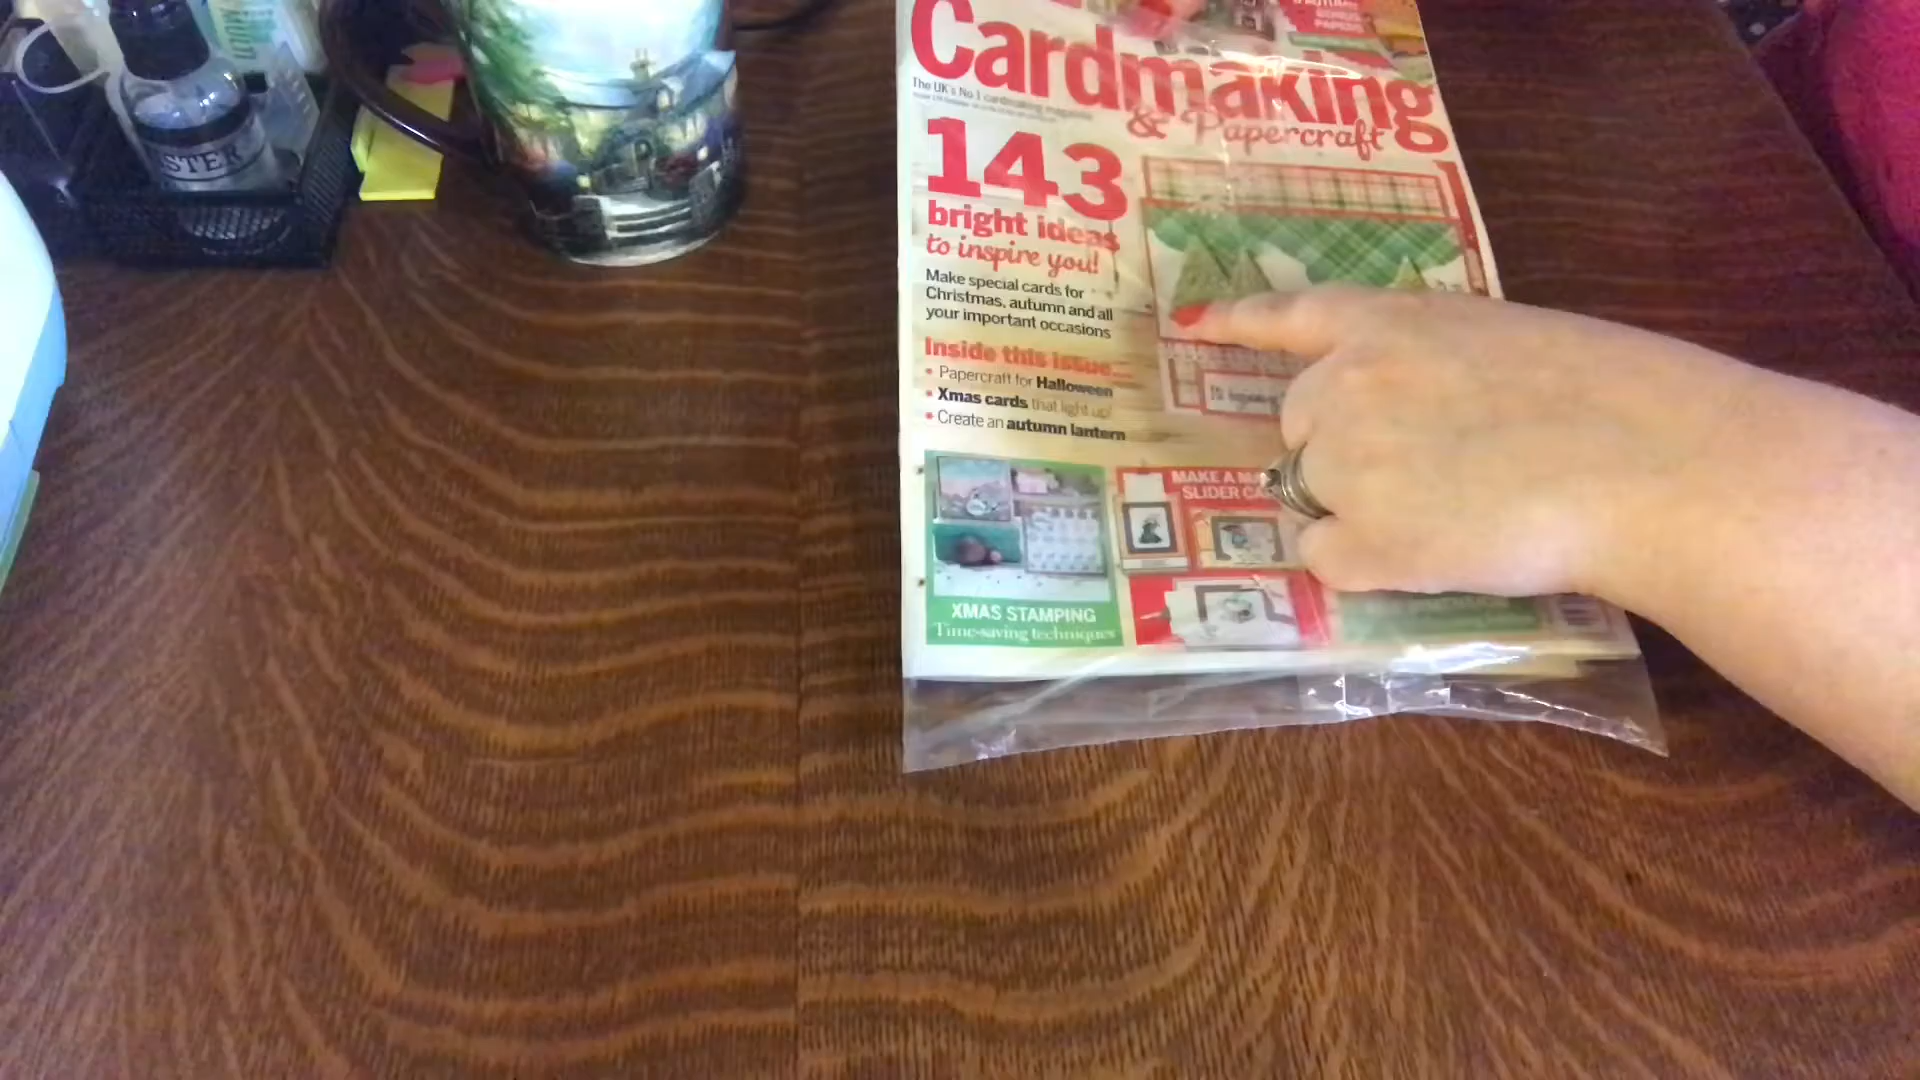 Cardmaking
The UK's No 1 cardmaking magazine
& Papercraft
143
bright ideas
to inspire you!
Make special cards for
Christmas, autumn and all
your important occasions
Inside this issue...
• Papercraft for Halloween
• Xmas cards that light up!
• Create an autumn lantern
MAKE A
SLIDER
XMAS STAMPING
Time-saving techniques
PAPERS
STER